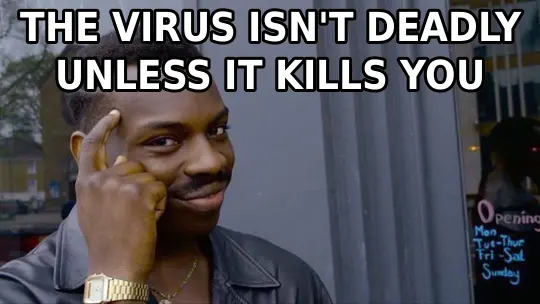 THE VIRUS ISN'T DEADLY
UNLESS IT KILLS YOU
Opening
Mon
Tue-Thur
Fri-Sat
Sunday